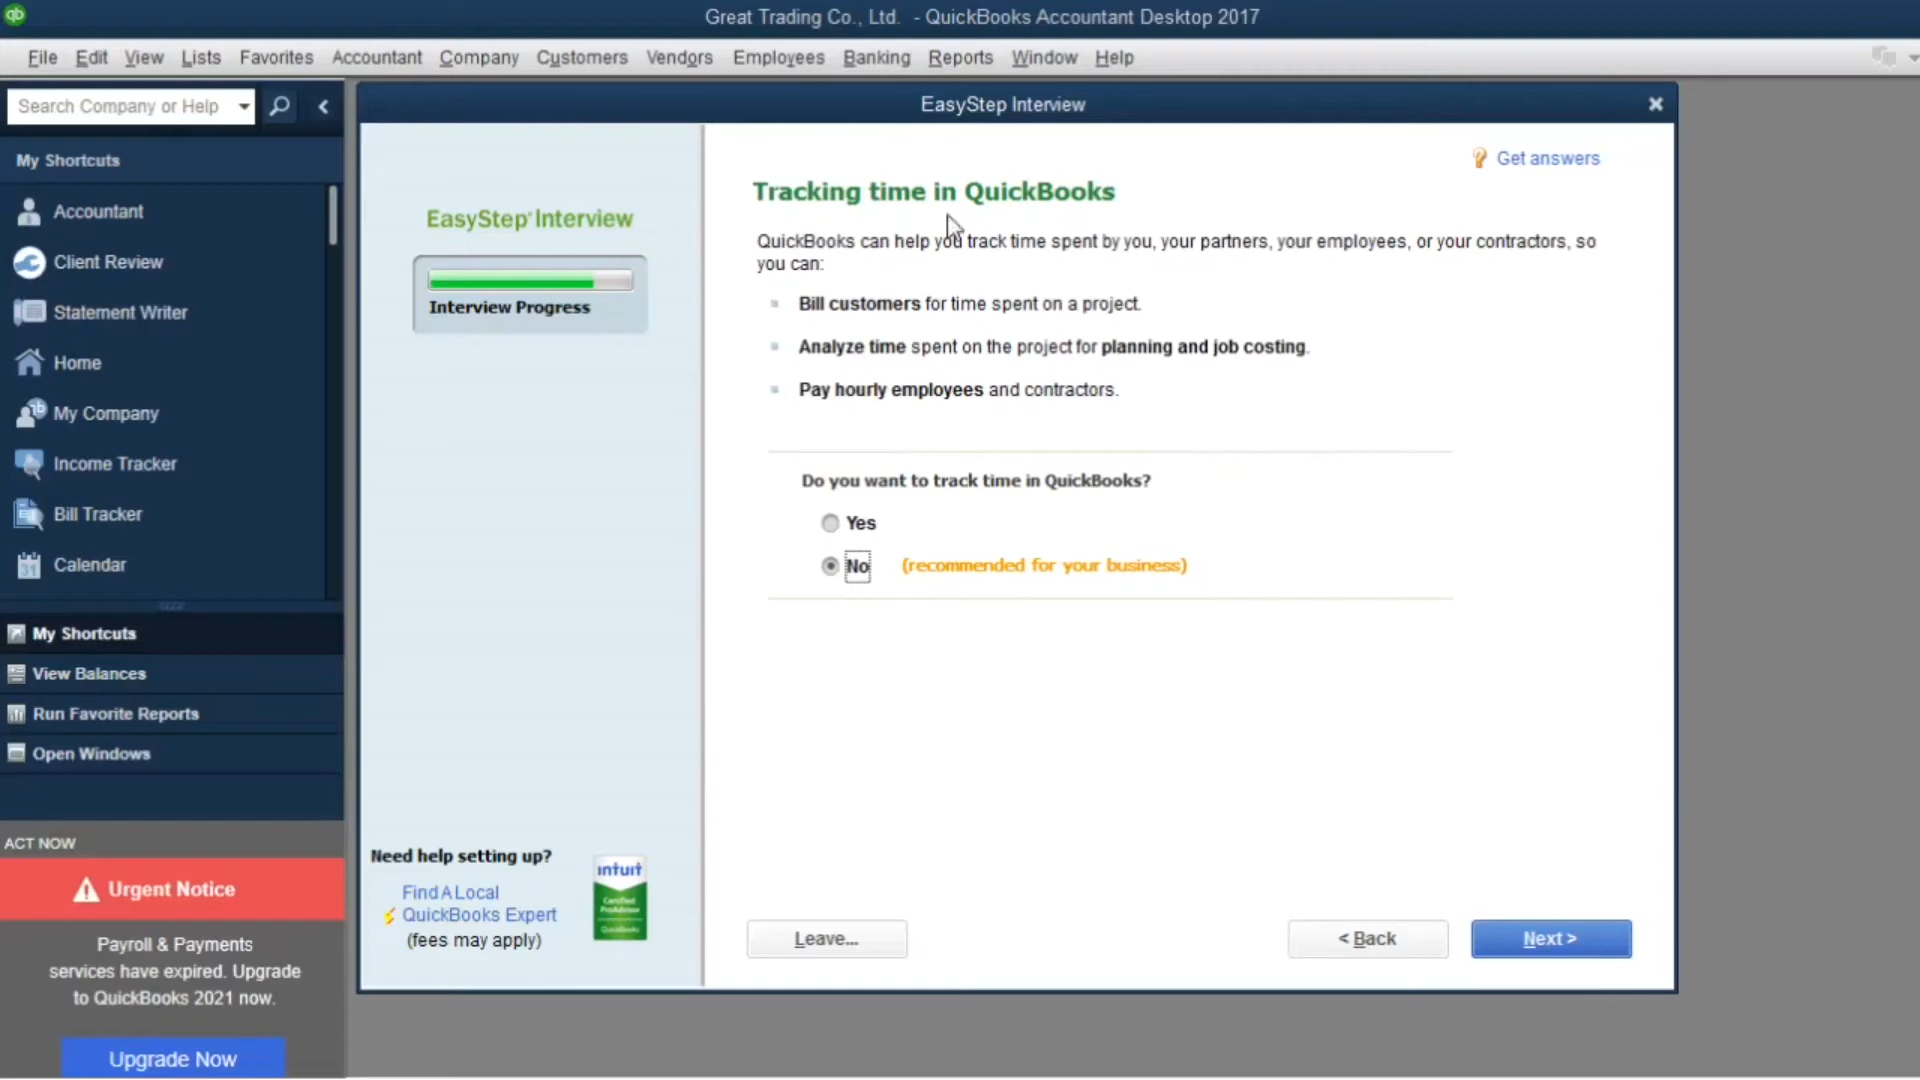 qb
Great Trading Co., Ltd. - QuickBooks Accountant Desktop 2017
File Edit View Lists Favorites Accountant Company Customers Vendors Employees Banking Reports Window Help
Search Company or Help
My Shortcuts
Accountant
Client Review
Statement Writer
Home
My Company
Income Tracker
Bill Tracker
Calendar
My Shortcuts
View Balances
Run Favorite Reports
Open Windows
ACT NOW
Urgent Notice
Payroll & Payments
services have expired. Upgrade
to QuickBooks 2021 now.
Upgrade Now
EasyStep Interview
EasyStep Interview
Interview Progress
Need help setting up?
Find A Local
QuickBooks Expert
(fees may apply)
intuit
Certified
ProAdvisor
QuickBooks
Get answers
Tracking time in QuickBooks
QuickBooks can help you track time spent by you, your partners, your employees, or your contractors, so
you can:
Bill customers for time spent on a project.
Analyze time spent on the project for planning and job costing.
Pay hourly employees and contractors.
Do you want to track time in QuickBooks?
Yes
No (recommended for your business)
Leave...
< Back
Next >